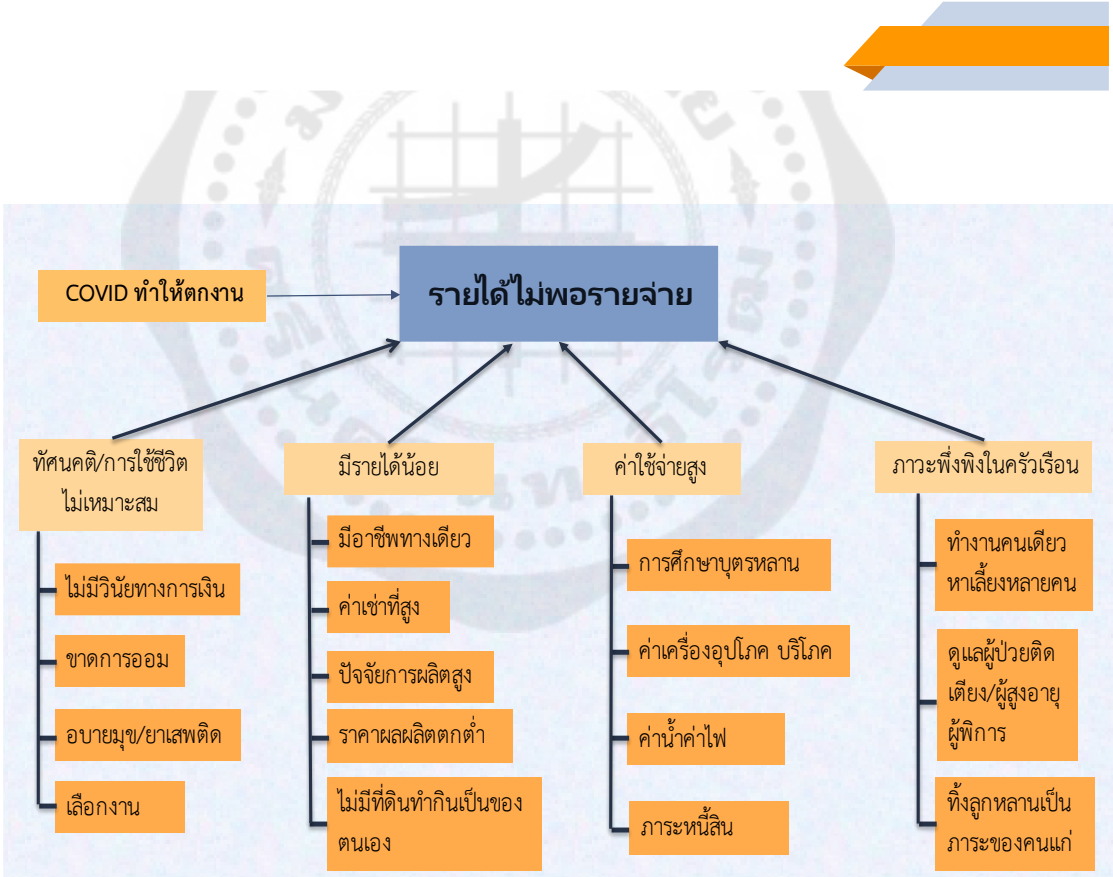 COVID ทำให้ตกงาน
รายได้ไม่พอรายจ่าย
ทัศนคติ/การใช้ชีวิต
ไม่เหมาะสม
ไม่มีวินัยทางการเงิน
ขาดการออม
อบายมุข/ยาเสพติด
เลือกงาน
มีรายได้น้อย
มีอาชีพทางเดียว
ค่าเช่าที่สูง
ปัจจัยการผลิตสูง
ราคาผลผลิตตกต่ำ
ไม่มีที่ดินทำกินเป็นของ
ตนเอง
ค่าใช้จ่ายสูง
การศึกษาบุตรหลาน
ค่าเครื่องอุปโภค บริโภค
ค่าน้ำค่าไฟ
ภาระหนี้สิน
ภาวะพึ่งพิงในครัวเรือน
ทำงานคนเดียว
หาเลี้ยงหลายคน
ดูแลผู้ป่วยติด
เตียง/ผู้สูงอายุ
ผู้พิการ
ทิ้งลูกหลานเป็น
ภาระของคนแก่